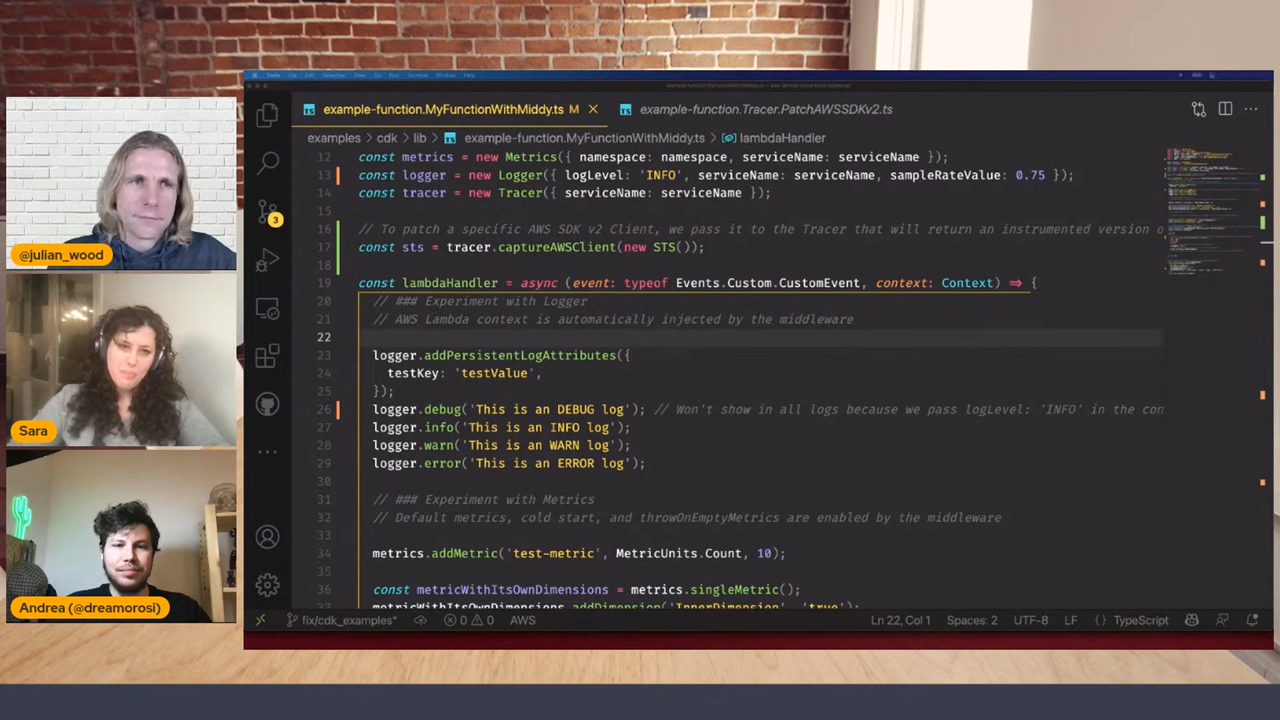 example-function.MyFunctionWithMiddy.ts M
example-function.Tracer.PatchAWSSDKv2.ts
examples > cdk > lib > example-function.MyFunctionWithMiddy.ts > lambdaHandler
12 const metrics = new Metrics({ namespace: namespace, serviceName: serviceName });
13 const logger = new Logger({ logLevel: 'INFO', serviceName: serviceName, sampleRateValue: 0.75 });
14 const tracer = new Tracer({ serviceName: serviceName });
15
16 // To patch a specific AWS SDK v2 Client, we pass it to the Tracer that will return an instrumented version o
17 const sts = tracer.captureAWSClient(new STS());
18
19 const lambdaHandler = async (event: typeof Events.Custom.CustomEvent, context: Context) => {
20 // ### Experiment with Logger
21 // AWS Lambda context is automatically injected by the middleware
22
23 logger.addPersistentLogAttributes({
24 testKey: 'testValue',
25 });
26 logger.debug('This is an DEBUG log'); // Won't show in all logs because we pass logLevel: 'INFO' in the con
27 logger.info('This is an INFO log');
28 logger.warn('This is an WARN log');
29 logger.error('This is an ERROR log');
30
31 // ### Experiment with Metrics
32 // Default metrics, cold start, and throwOnEmptyMetrics are enabled by the middleware
33
34 metrics.addMetric('test-metric', MetricUnits.Count, 10);
35
36 const metricWithItsOwnDimensions = metrics.singleMetric();
37 metricWithItsOwnDimensions.addDimension('InnerDimension', 'true');
3
fix/cdk_examples* 0 0 AWS
Ln 22, Col 1 Spaces: 2 UTF-8 LF {} TypeScript
@julian_wood
Sara
Andrea (@dreamorosi)